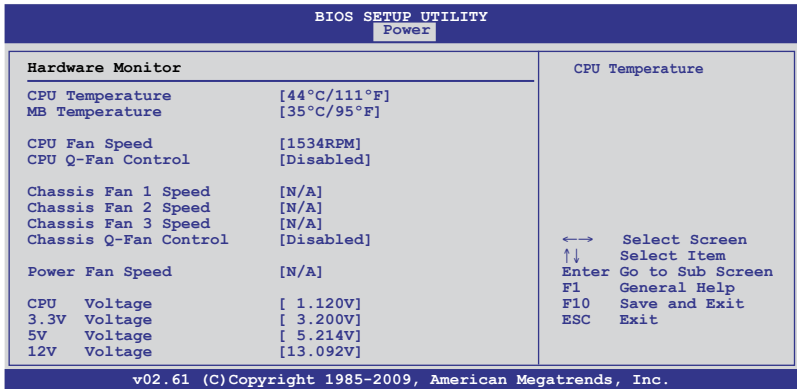 BIOS SETUP UTILITY
Power
Hardware Monitor
CPU Temperature [44°C/111°F]
MB Temperature [35°C/95°F]
CPU Fan Speed [1534RPM]
CPU Q-Fan Control [Disabled]
Chassis Fan 1 Speed [N/A]
Chassis Fan 2 Speed [N/A]
Chassis Fan 3 Speed [N/A]
Chassis Q-Fan Control [Disabled]
Power Fan Speed [N/A]
CPU Voltage [ 1.120V]
3.3V Voltage [ 3.200V]
5V Voltage [ 5.214V]
12V Voltage [13.092V]
CPU Temperature
←→ Select Screen
↑↓ Select Item
Enter Go to Sub Screen
F1 General Help
F10 Save and Exit
ESC Exit
v02.61 (C)Copyright 1985-2009, American Megatrends, Inc.